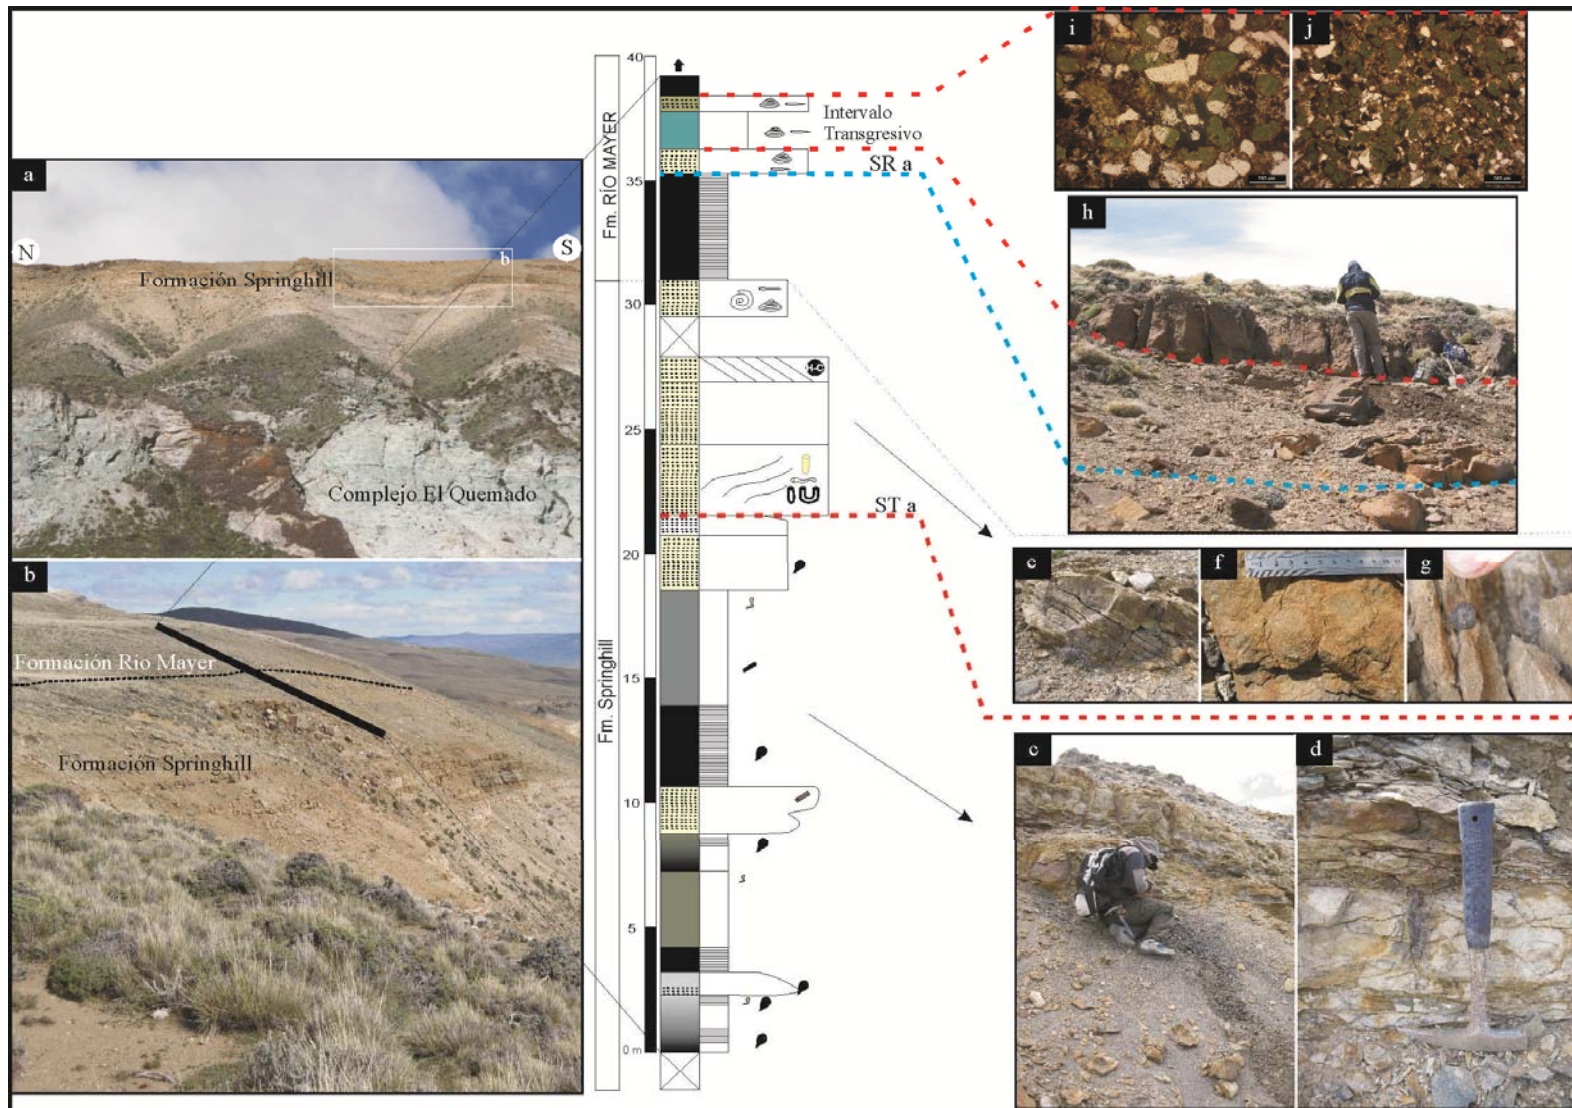 a
N
S
b
Formación Springhill
Complejo El Quemado
b
Formación Río Mayer
Formación Springhill
Fm. RÍO MAYER
Fm. Springhill
40
35
30
25
20
15
10
5
0 m
Intervalo
Transgresivo
SR a
H-C
ST a
i
j
h
e
f
g
c
d